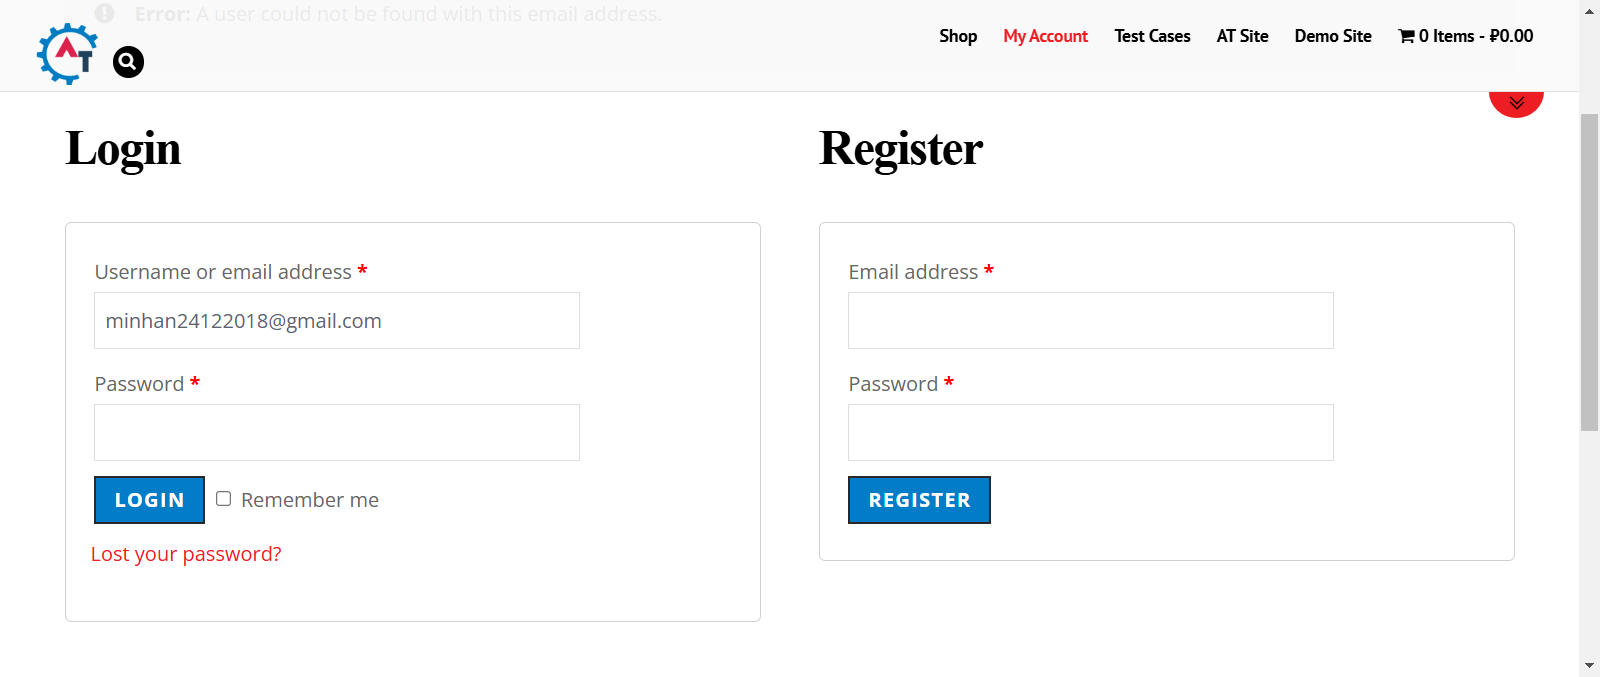 Error: A user could not be found with this email address.
AT
Shop My Account Test Cases AT Site Demo Site 0 Items - ₽0.00
Login
Register
Username or email address *
minhan24122018@gmail.com
Password *
LOGIN Remember me
Lost your password?
Email address *
Password *
REGISTER